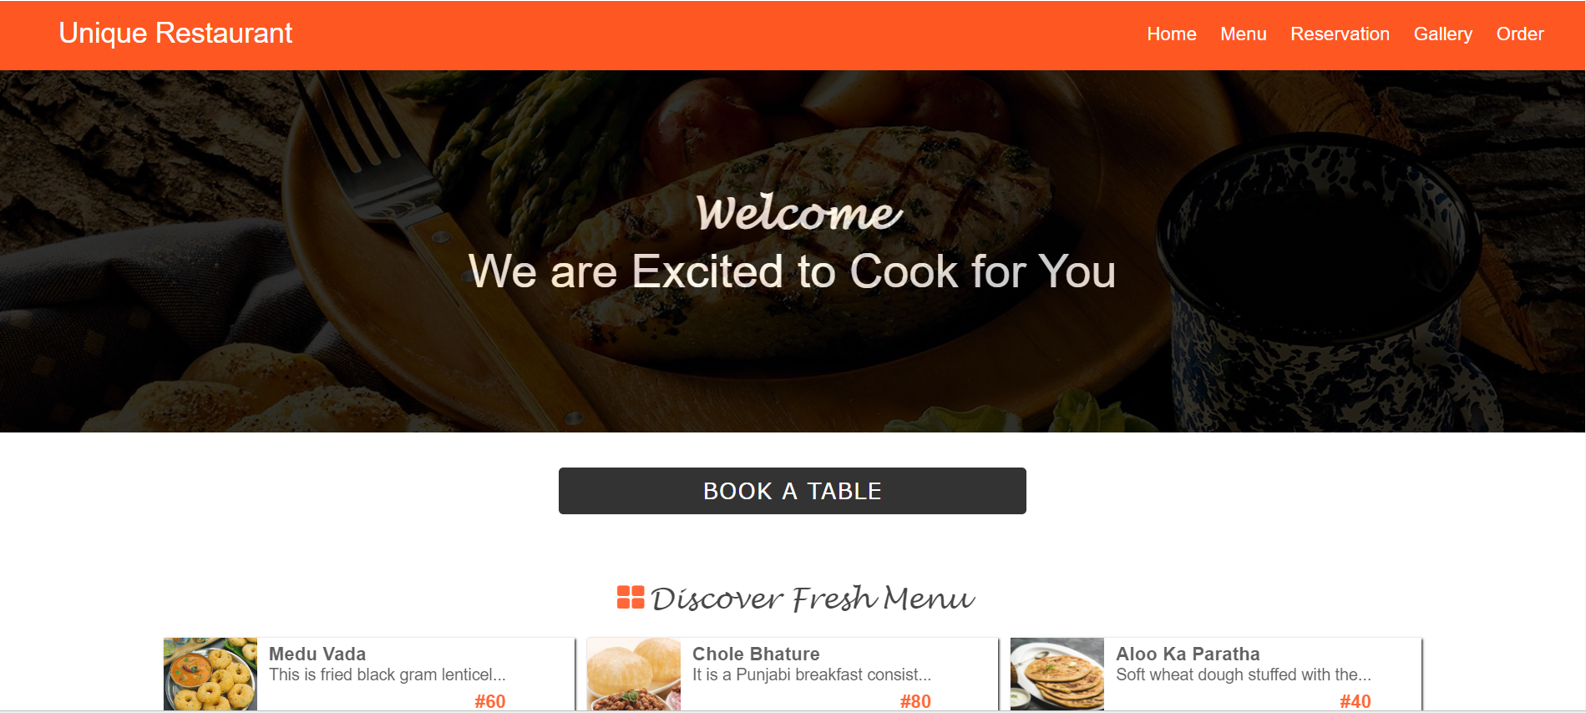 Unique Restaurant
Home Menu Reservation Gallery Order
Welcome
We are Excited to Cook for You
BOOK A TABLE
Discover Fresh Menu
Medu Vada
This is fried black gram lenticel...
#60
Chole Bhature
It is a Punjabi breakfast consist...
#80
Aloo Ka Paratha
Soft wheat dough stuffed with the...
#40